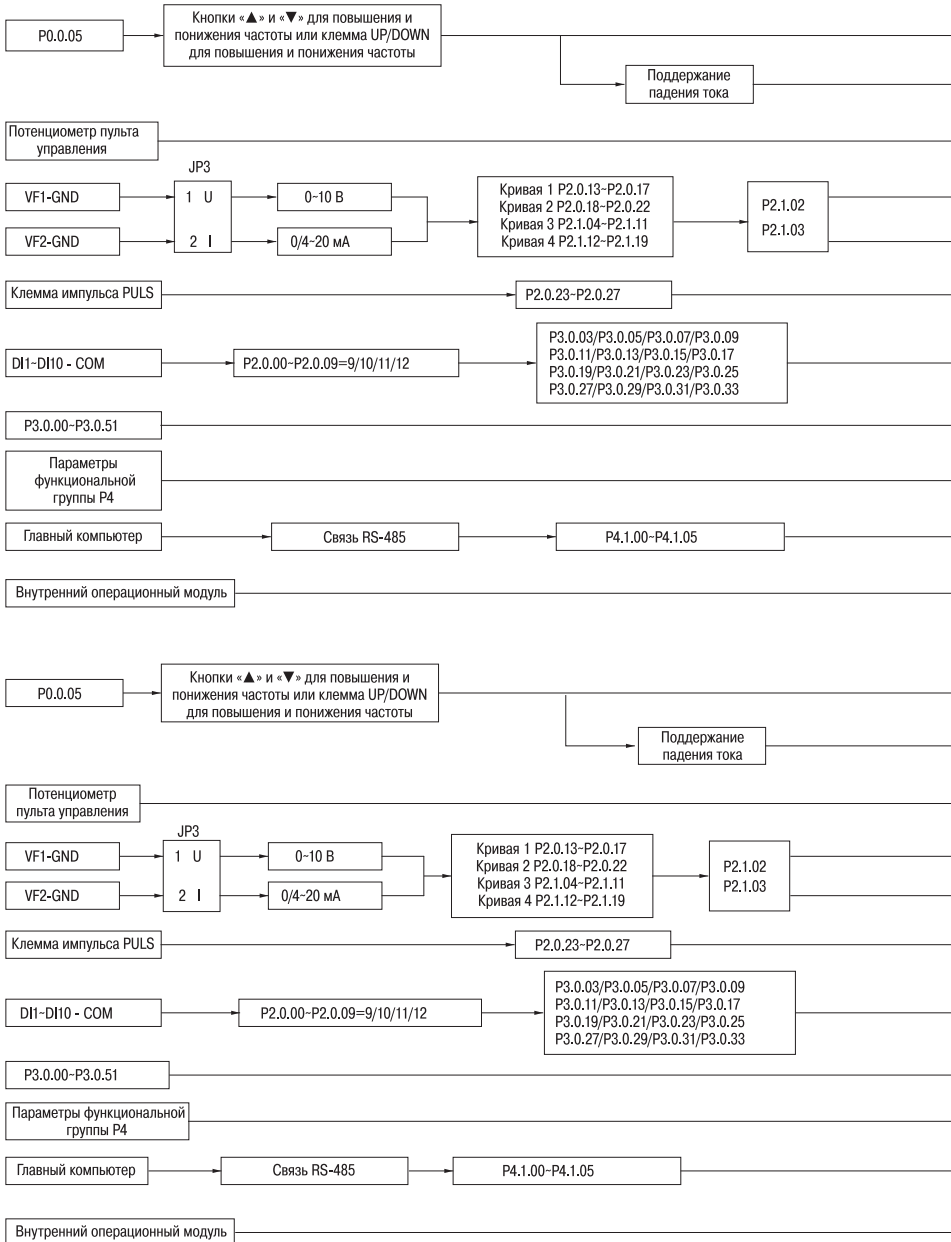 P0.0.05
Кнопки «▲» и «▼» для повышения и
понижения частоты или клемма UP/DOWN
для повышения и понижения частоты
Поддержание
падения тока
Потенциометр пульта
управления
JP3
VF1-GND
1 U
0~10 В
VF2-GND
2 I
0/4~20 мА
Кривая 1 P2.0.13~P2.0.17
Кривая 2 P2.0.18~P2.0.22
Кривая 3 P2.1.04~P2.1.11
Кривая 4 P2.1.12~P2.1.19
P2.1.02
P2.1.03
Клемма импульса PULS
P2.0.23~P2.0.27
DI1~DI10 - COM
P2.0.00~P2.0.09=9/10/11/12
P3.0.03/P3.0.05/P3.0.07/P3.0.09
P3.0.11/P3.0.13/P3.0.15/P3.0.17
P3.0.19/P3.0.21/P3.0.23/P3.0.25
P3.0.27/P3.0.29/P3.0.31/P3.0.33
P3.0.00~P3.0.51
Параметры
функциональной
группы P4
Главный компьютер
Связь RS-485
P4.1.00~P4.1.05
Внутренний операционный модуль
P0.0.05
Кнопки «▲» и «▼» для повышения и
понижения частоты или клемма UP/DOWN
для повышения и понижения частоты
Поддержание
падения тока
Потенциометр
пульта управления
JP3
VF1-GND
1 U
0~10 В
VF2-GND
2 I
0/4~20 мА
Кривая 1 P2.0.13~P2.0.17
Кривая 2 P2.0.18~P2.0.22
Кривая 3 P2.1.04~P2.1.11
Кривая 4 P2.1.12~P2.1.19
P2.1.02
P2.1.03
Клемма импульса PULS
P2.0.23~P2.0.27
DI1~DI10 - COM
P2.0.00~P2.0.09=9/10/11/12
P3.0.03/P3.0.05/P3.0.07/P3.0.09
P3.0.11/P3.0.13/P3.0.15/P3.0.17
P3.0.19/P3.0.21/P3.0.23/P3.0.25
P3.0.27/P3.0.29/P3.0.31/P3.0.33
P3.0.00~P3.0.51
Параметры функциональной
группы P4
Главный компьютер
Связь RS-485
P4.1.00~P4.1.05
Внутренний операционный модуль